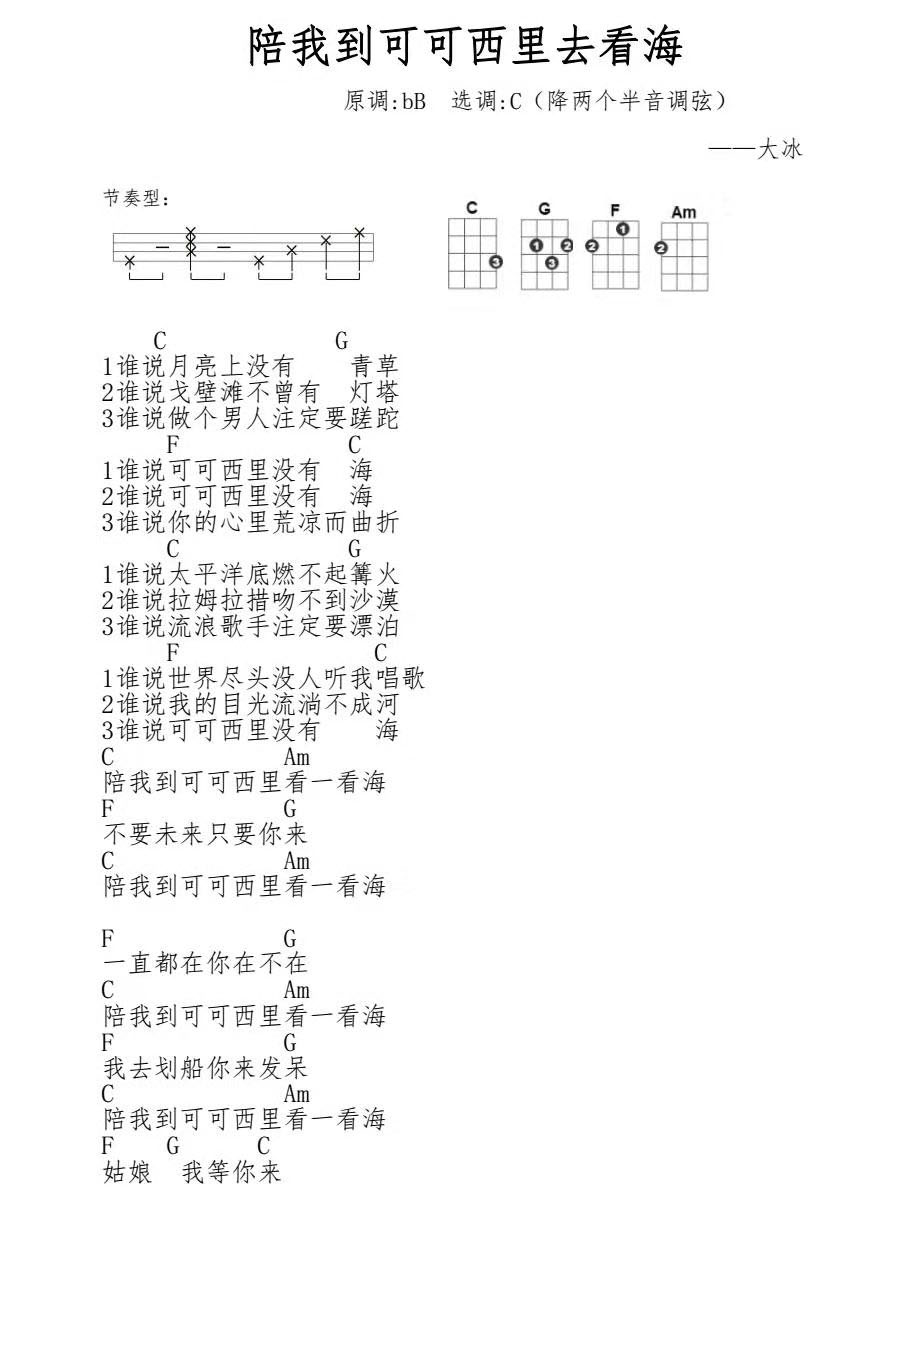 陪我到可可西里去看海
原调:bB 选调:C（降两个半音调弦）
——大冰
节奏型:
C G F Am
3 1 2 3 1 2 2
C G
1谁说月亮上没有 青草
2谁说戈壁滩不曾有 灯塔
3谁说做个男人注定要蹉跎
F C
1谁说可可西里没有 海
2谁说可可西里没有 海
3谁说你的心里荒凉而曲折
C G
1谁说太平洋底燃不起篝火
2谁说拉姆拉措吻不到沙漠
3谁说流浪歌手注定要漂泊
F C
1谁说世界尽头没人听我唱歌
2谁说我的目光流淌不成河
3谁说可可西里没有 海
C Am
陪我到可可西里看一看海
F G
不要未来只要你来
C Am
陪我到可可西里看一看海
F G
一直都在你在不在
C Am
陪我到可可西里看一看海
F G
我去划船你来发呆
C Am
陪我到可可西里看一看海
F G C
姑娘 我等你来